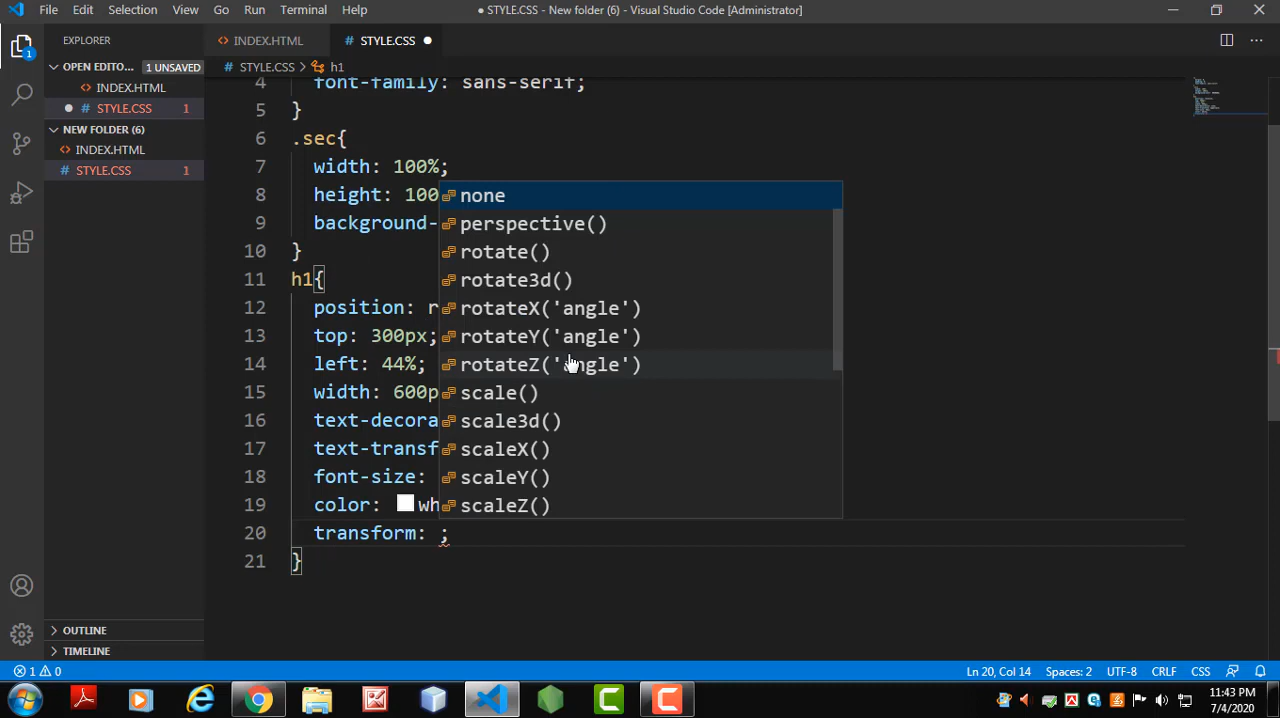 File Edit Selection View Go Run Terminal Help
● STYLE.CSS - New folder (6) - Visual Studio Code [Administrator]
EXPLORER
OPEN EDITO... 1 UNSAVED
INDEX.HTML
STYLE.CSS 1
NEW FOLDER (6)
INDEX.HTML
STYLE.CSS 1
OUTLINE
TIMELINE
INDEX.HTML
STYLE.CSS ●
STYLE.CSS > h1
4 font-family: sans-serif;
5 }
6 .sec{
7 width: 100%;
8 height: 100
9 background-
10 }
11 h1{
12 position: r
13 top: 300px;
14 left: 44%;
15 width: 600p
16 text-decora
17 text-transf
18 font-size:
19 color: wh
20 transform: ;
21 }
none
perspective()
rotate()
rotate3d()
rotateX('angle')
rotateY('angle')
rotateZ('angle')
scale()
scale3d()
scaleX()
scaleY()
scaleZ()
1 0
Ln 20, Col 14 Spaces: 2 UTF-8 CRLF CSS
11:43 PM
7/4/2020